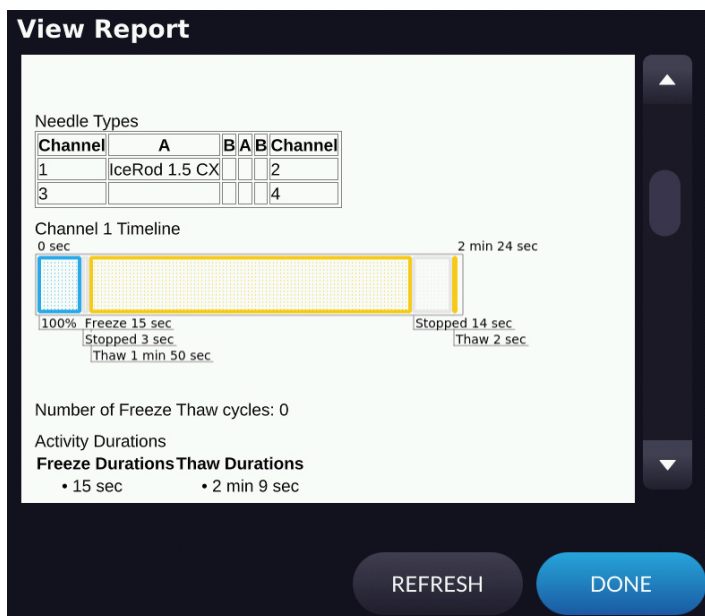 View Report
Needle Types
Channel A B A B Channel
1 IceRod 1.5 CX 2
3 4
Channel 1 Timeline
0 sec 2 min 24 sec
100% Freeze 15 sec Stopped 14 sec
Stopped 3 sec Thaw 2 sec
Thaw 1 min 50 sec
Number of Freeze Thaw cycles: 0
Activity Durations
Freeze Durations Thaw Durations
• 15 sec • 2 min 9 sec
REFRESH DONE